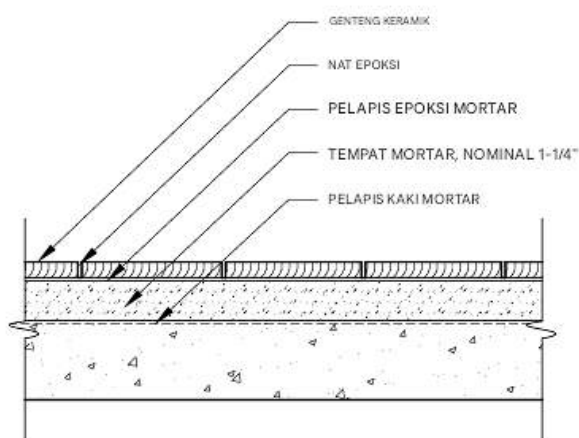 GENTENG KERAMIK
NAT EPOKSI
PELAPIS EPOKSI MORTAR
TEMPAT MORTAR, NOMINAL 1-1/4"
PELAPIS KAKI MORTAR